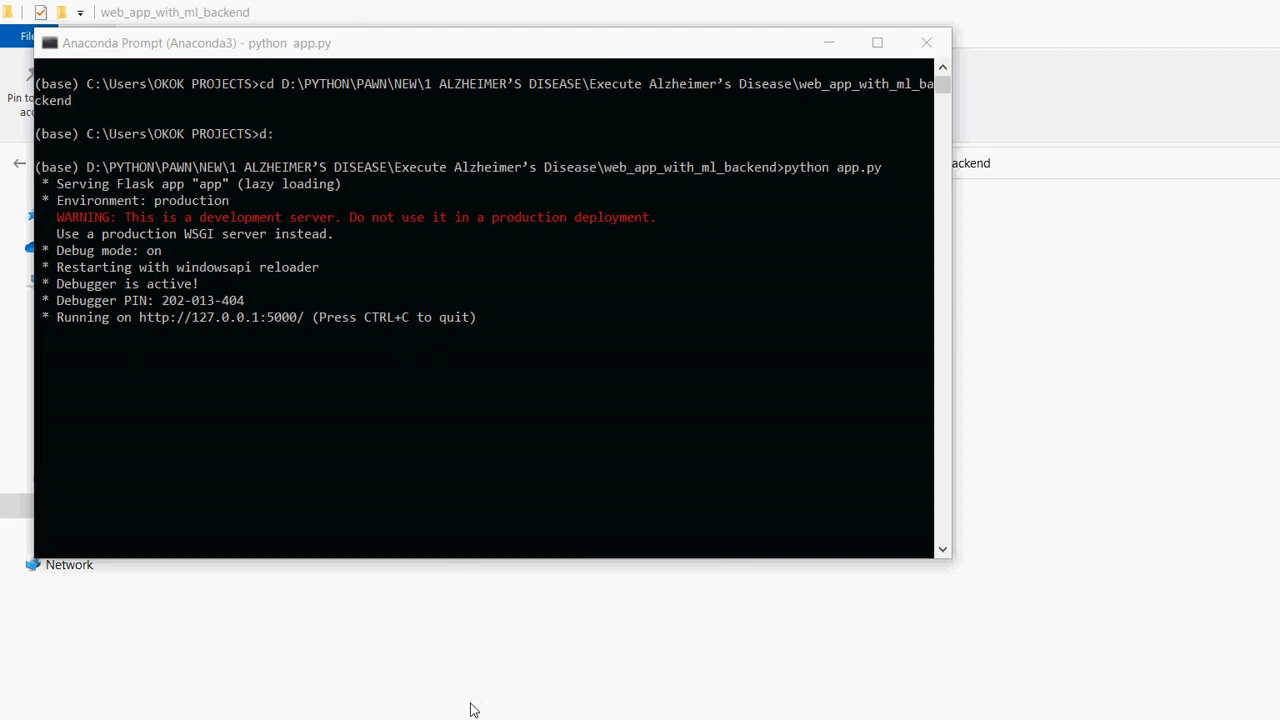 web_app_with_ml_backend
File
Anaconda Prompt (Anaconda3) - python  app.py
Pin to
(base) C:\Users\OKOK PROJECTS>cd D:\PYTHON\PAWN\NEW\1 ALZHEIMER’S DISEASE\Execute Alzheimer’s Disease\web_app_with_ml_ba
ckend
(base) C:\Users\OKOK PROJECTS>d:
(base) D:\PYTHON\PAWN\NEW\1 ALZHEIMER’S DISEASE\Execute Alzheimer’s Disease\web_app_with_ml_backend>python app.py
ackend
* Serving Flask app "app" (lazy loading)
* Environment: production
WARNING: This is a development server. Do not use it in a production deployment.
Use a production WSGI server instead.
* Debug mode: on
* Restarting with windowsapi reloader
* Debugger is active!
* Debugger PIN: 202-013-404
* Running on http://127.0.0.1:5000/ (Press CTRL+C to quit)
Network